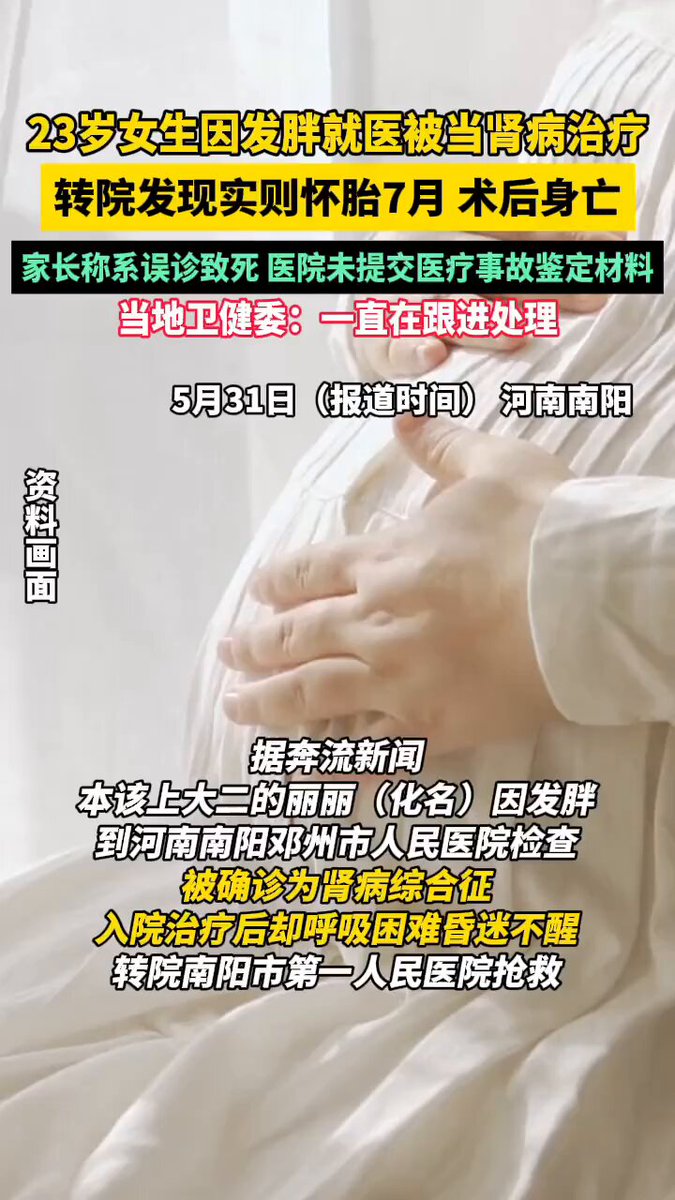 23岁女生因发胖就医被当肾病治疗
转院发现实则怀胎7月 术后身亡
家长称系误诊致死 医院未提交医疗事故鉴定材料
当地卫健委：一直在跟进处理
5月31日（报道时间） 河南南阳
资料画面
据奔流新闻
本该上大二的丽丽（化名）因发胖
到河南南阳邓州市人民医院检查
被确诊为肾病综合征
入院治疗后却呼吸困难昏迷不醒
转院南阳市第一人民医院抢救